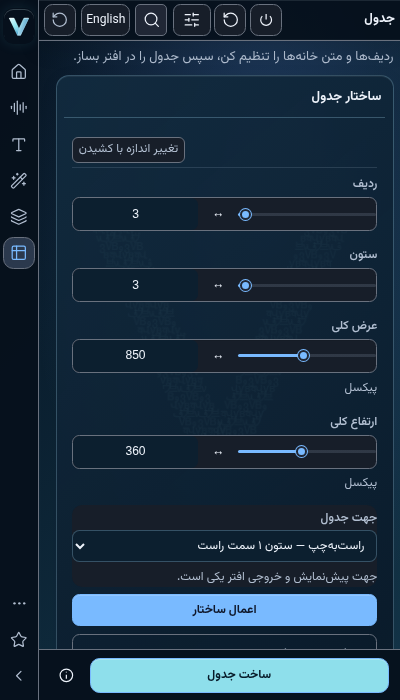 جدول
English
ردیف‌ها و متن خانه‌ها را تنظیم کن، سپس جدول را در افتر بساز.
ساختار جدول
تغییر اندازه با کشیدن
ردیف
3
ستون
3
عرض کلی
850
پیکسل
ارتفاع کلی
360
پیکسل
جهت جدول
راست‌به‌چپ — ستون ۱ سمت راست
جهت پیش‌نمایش و خروجی افتر یکی است.
اعمال ساختار
ساخت جدول